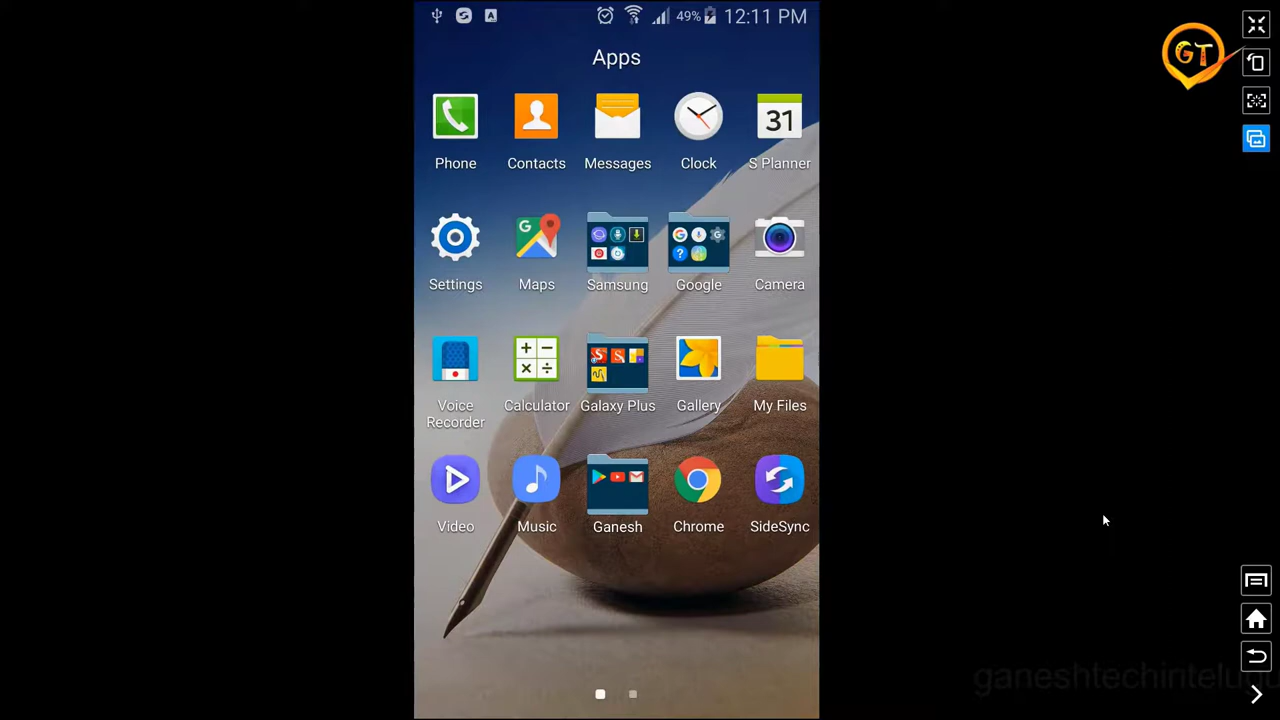 49% 12:11 PM
GT
Apps
31
Phone Contacts Messages Clock S Planner
Settings Maps Samsung Google Camera
Voice Recorder Calculator Galaxy Plus Gallery My Files
Video Music Ganesh Chrome SideSync
ganeshtechintelugu